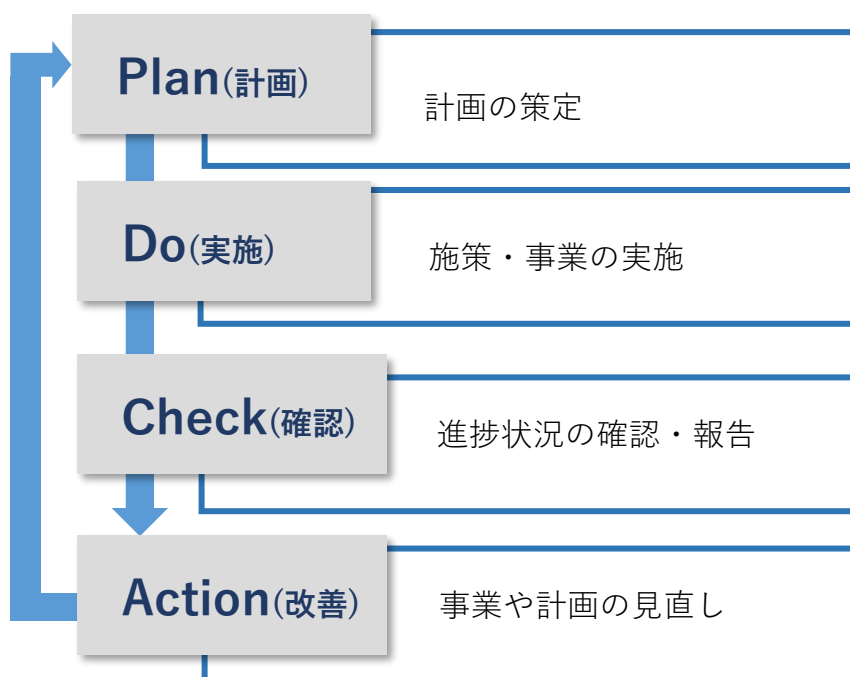 Plan(計画)
計画の策定
Do(実施)
施策・事業の実施
Check(確認)
進捗状況の確認・報告
Action(改善)
事業や計画の見直し